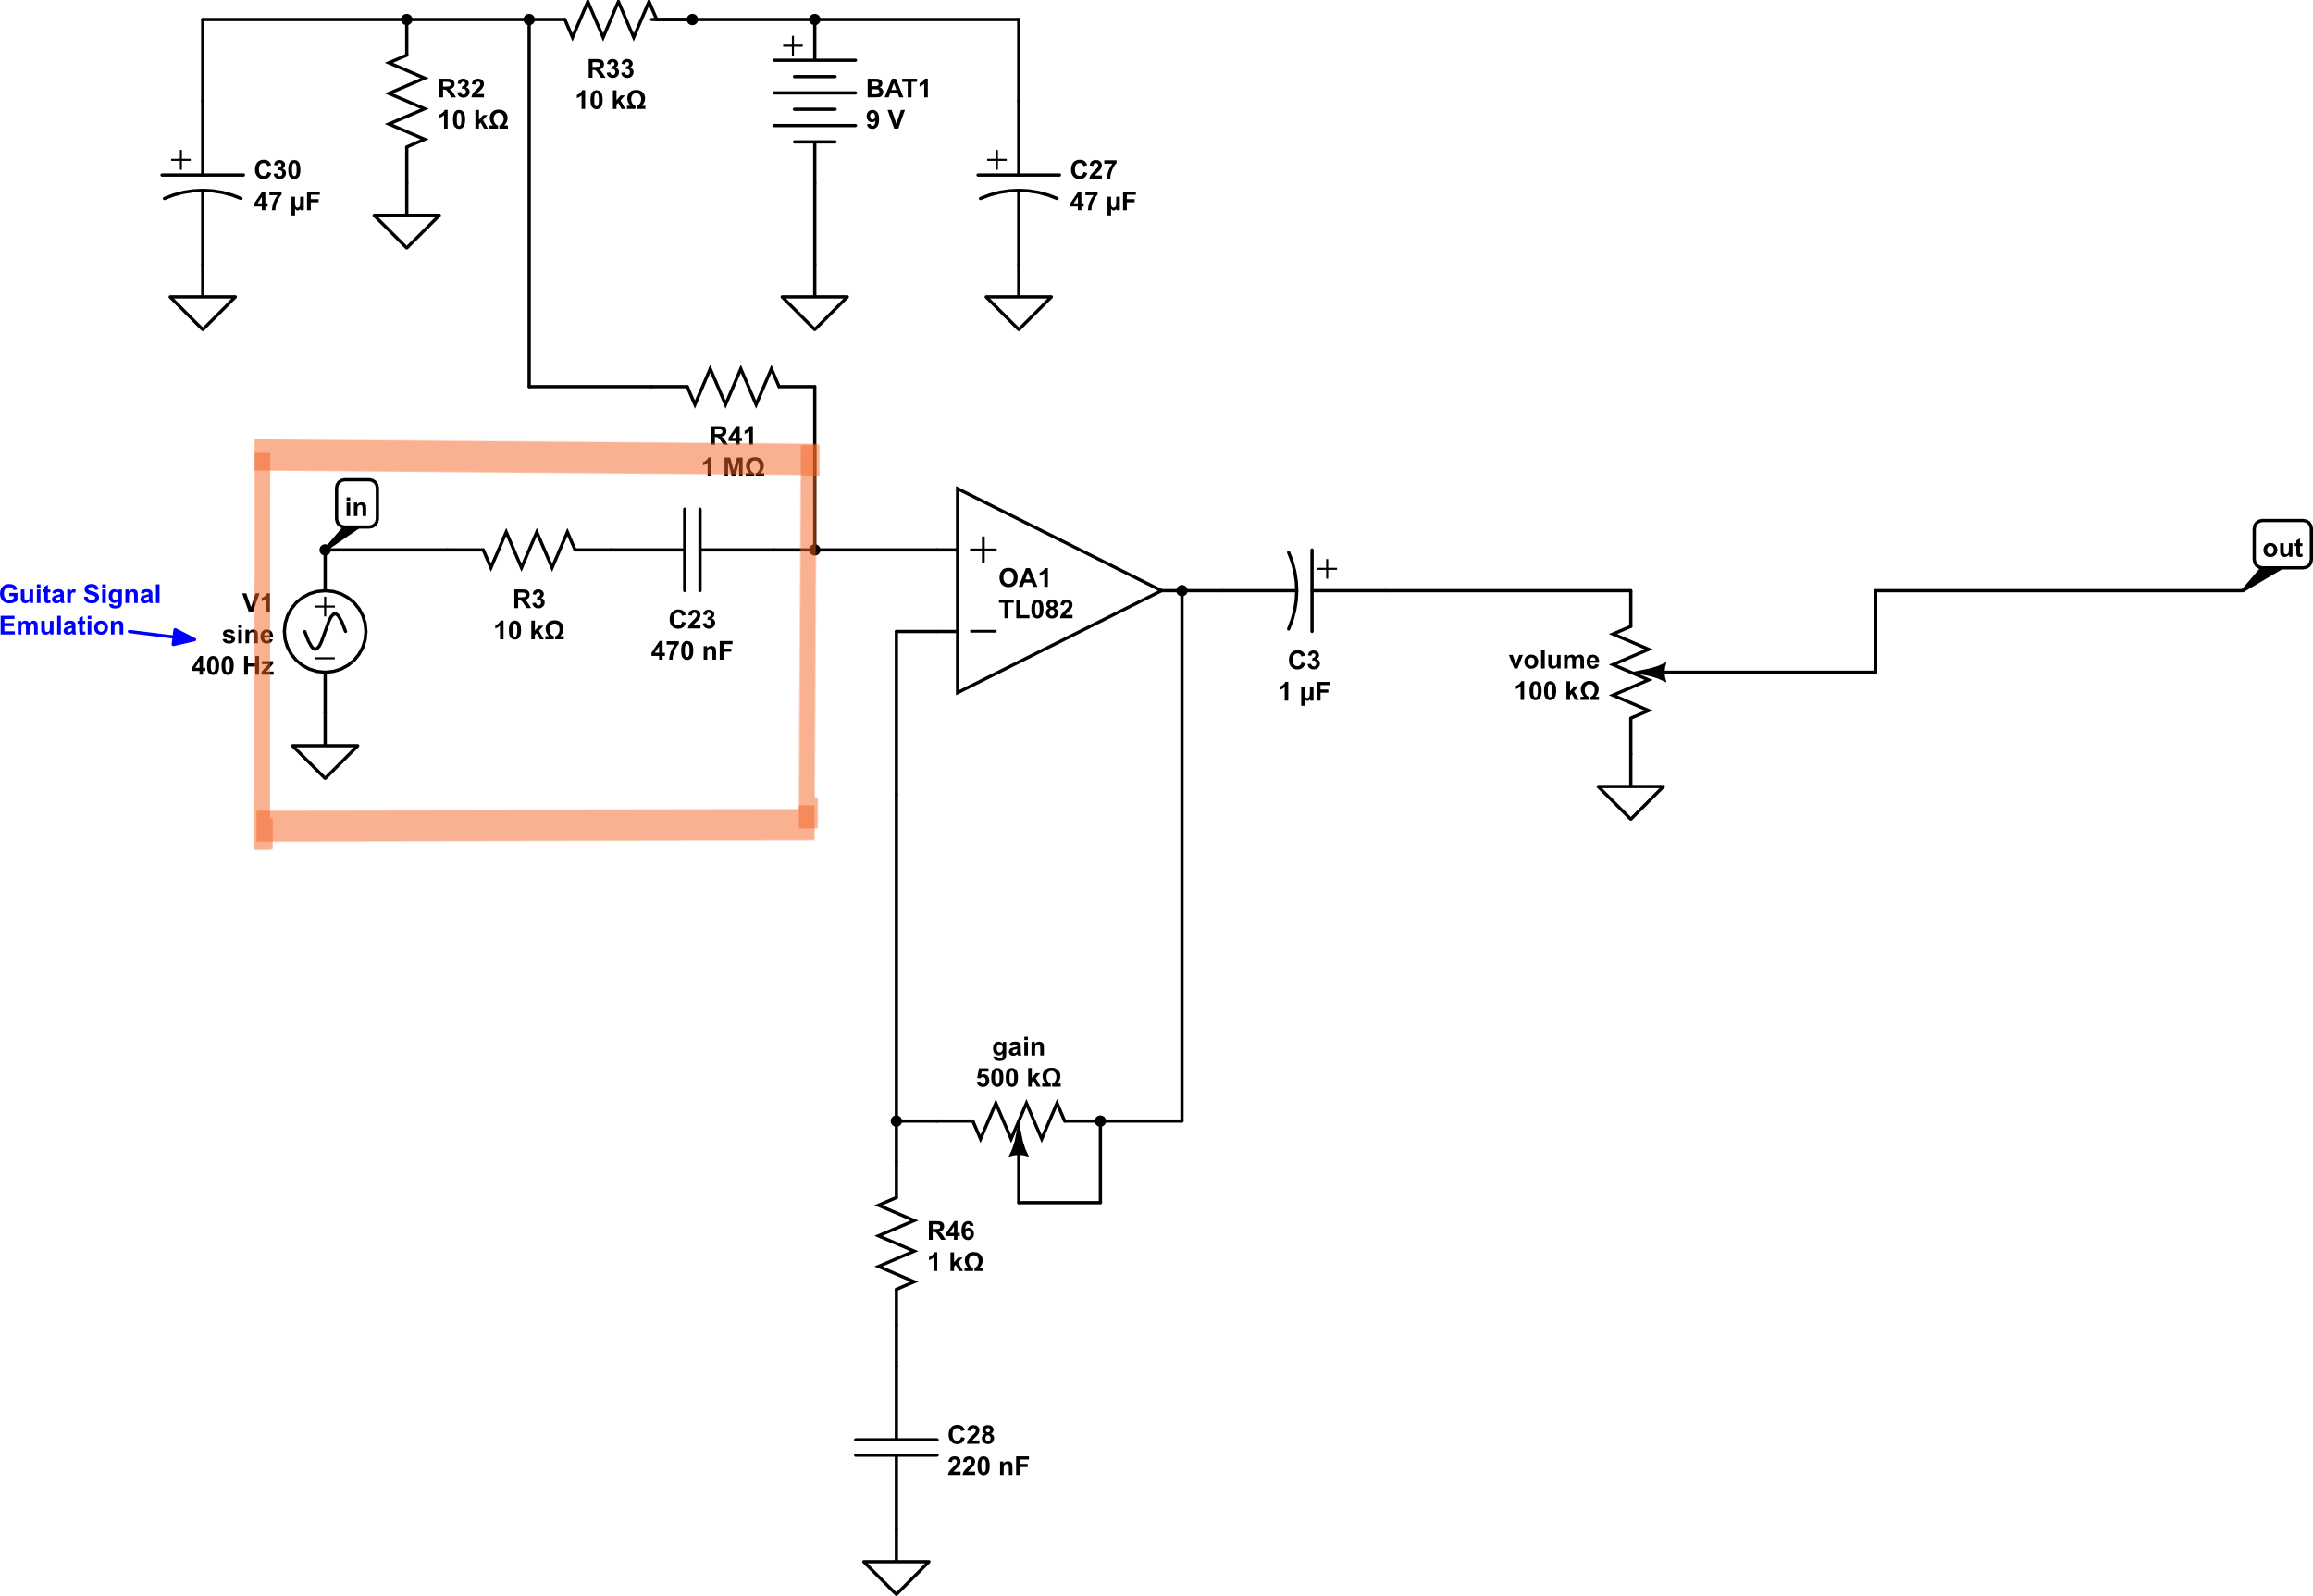 R33
10 kΩ
R32
10 kΩ
BAT1
9 V
C30
47 µF
C27
47 µF
R41
1 MΩ
in
Guitar Signal
Emulation
V1
sine
400 Hz
R3
10 kΩ
C23
470 nF
OA1
TL082
C3
1 µF
volume
100 kΩ
out
gain
500 kΩ
R46
1 kΩ
C28
220 nF